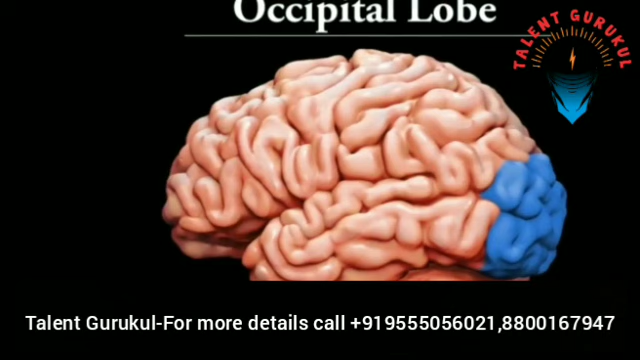 Occipital Lobe
TALENT GURUKUL
Talent Gurukul-For more details call +919555056021,8800167947